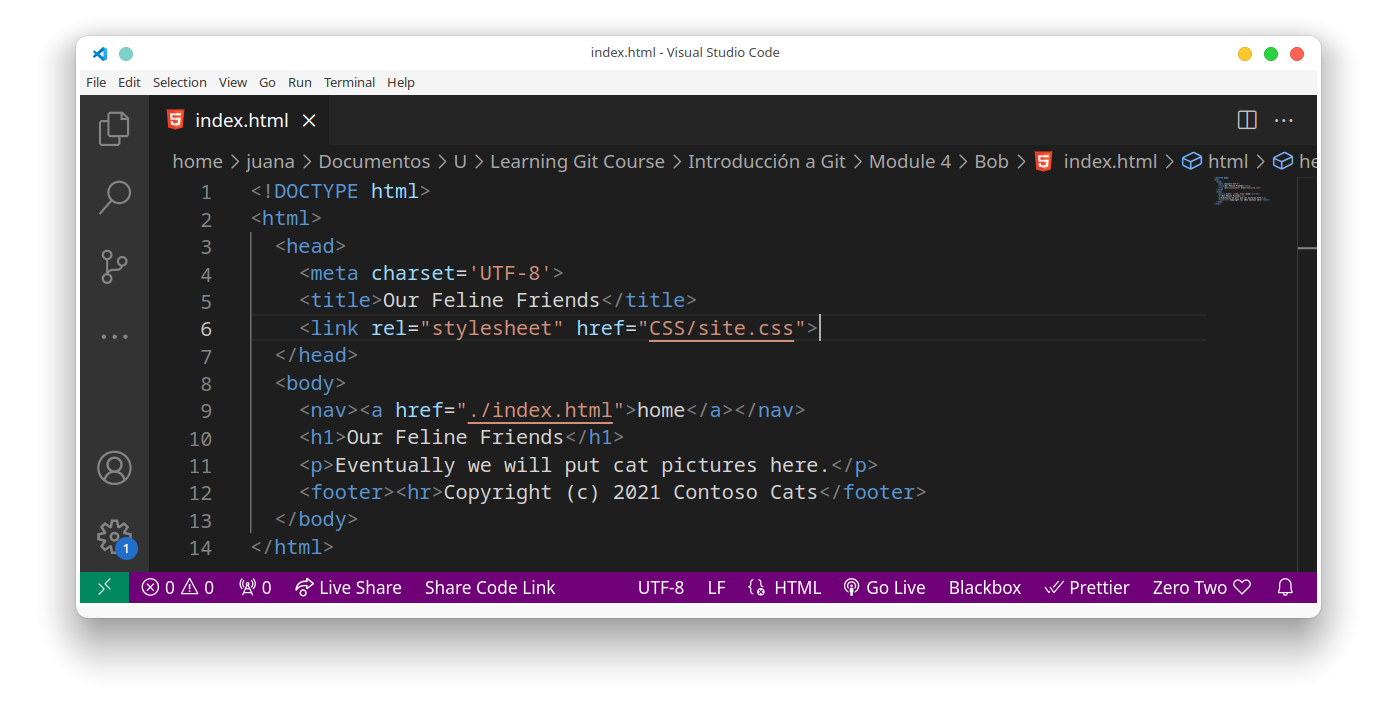 index.html - Visual Studio Code
File Edit Selection View Go Run Terminal Help
index.html
home > juana > Documentos > U > Learning Git Course > Introducción a Git > Module 4 > Bob > index.html > html > he
1 <!DOCTYPE html>
2 <html>
3   <head>
4     <meta charset='UTF-8'>
5     <title>Our Feline Friends</title>
6     <link rel="stylesheet" href="CSS/site.css">
7   </head>
8   <body>
9     <nav><a href="./index.html">home</a></nav>
10     <h1>Our Feline Friends</h1>
11     <p>Eventually we will put cat pictures here.</p>
12     <footer><hr>Copyright (c) 2021 Contoso Cats</footer>
13   </body>
14 </html>
1
0 0 0 Live Share Share Code Link UTF-8 LF HTML Go Live Blackbox Prettier Zero Two